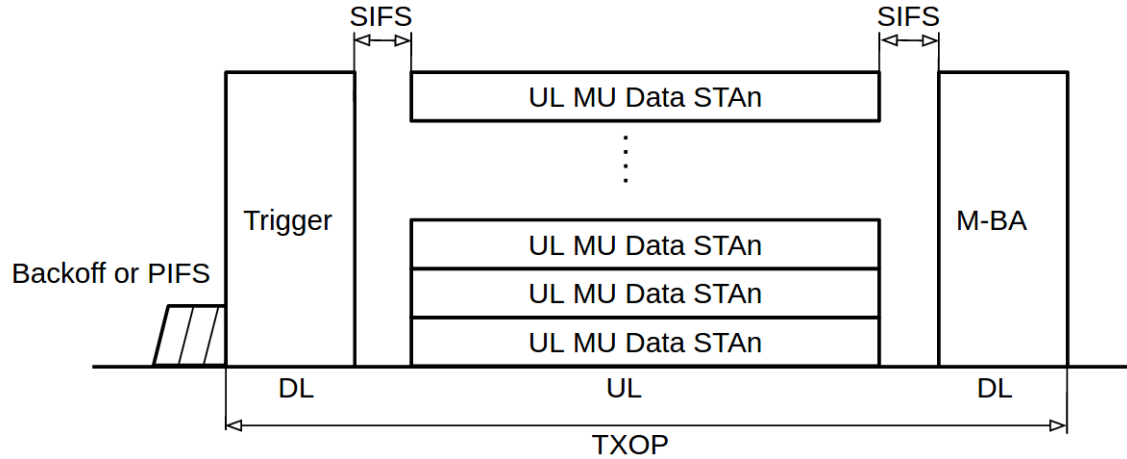 SIFS
SIFS
UL MU Data STAn
Trigger
M-BA
UL MU Data STAn
Backoff or PIFS
UL MU Data STAn
UL MU Data STAn
DL
UL
DL
TXOP